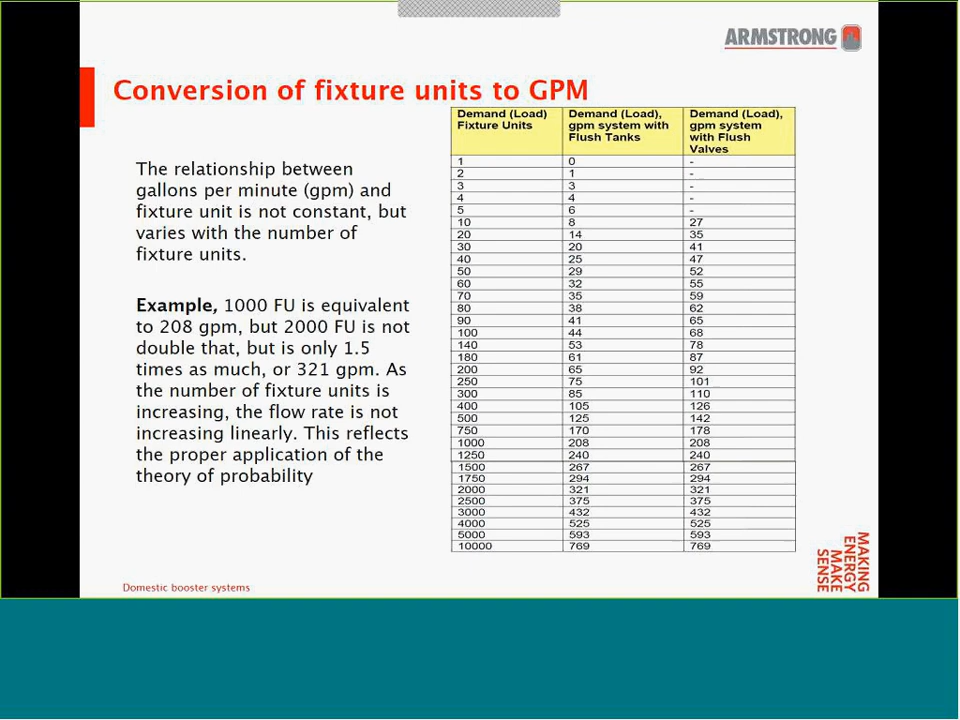 ARMSTRONG
Conversion of fixture units to GPM
The relationship between
gallons per minute (gpm) and
fixture unit is not constant, but
varies with the number of
fixture units.
Example, 1000 FU is equivalent
to 208 gpm, but 2000 FU is not
double that, but is only 1.5
times as much, or 321 gpm. As
the number of fixture units is
increasing, the flow rate is not
increasing linearly. This reflects
the proper application of the
theory of probability
Demand (Load) Fixture Units | Demand (Load), gpm system with Flush Tanks | Demand (Load), gpm system with Flush Valves
1 0 -
2 1 -
3 3 -
4 4 -
5 6 -
10 8 27
20 14 35
30 20 41
40 25 47
50 29 52
60 32 55
70 35 59
80 38 62
90 41 65
100 44 68
140 53 78
180 61 87
200 65 92
250 75 101
300 85 110
400 105 126
500 125 142
750 170 178
1000 208 208
1250 240 240
1500 267 267
1750 294 294
2000 321 321
2500 375 375
3000 432 432
4000 525 525
5000 593 593
10000 769 769
Domestic booster systems
MAKING
ENERGY
MAKE
SENSE